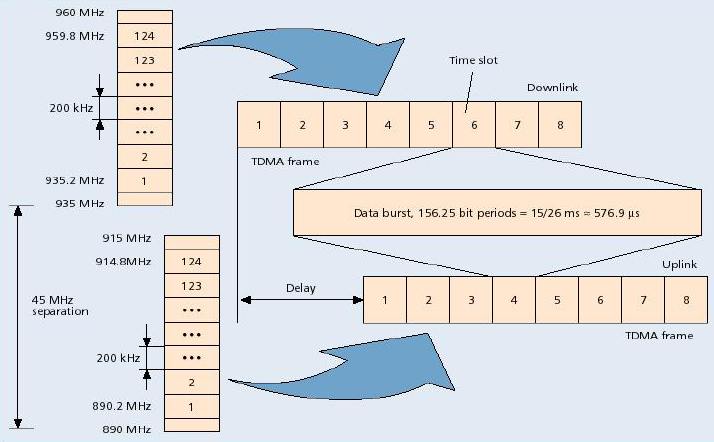 960 MHz
959.8 MHz
124
123
•••
200 kHz
•••
•••
2
935.2 MHz
1
935 MHz
Time slot
Downlink
1 2 3 4 5 6 7 8
TDMA frame
Data burst, 156.25 bit periods = 15/26 ms ≈ 576.9 µs
45 MHz
separation
915 MHz
914.8MHz
124
123
•••
•••
200 kHz
•••
2
890.2 MHz
1
890 MHz
Delay
Uplink
1 2 3 4 5 6 7 8
TDMA frame